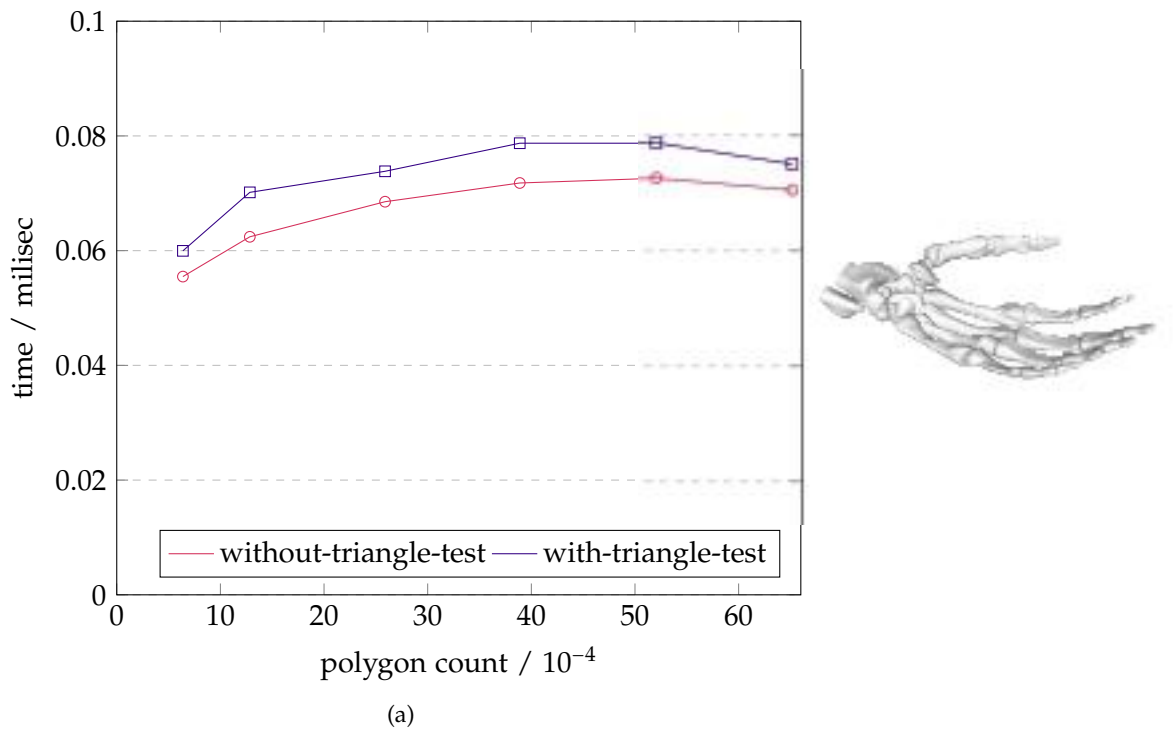 0.1
0.08
0.06
0.04
0.02
0
time / milisec
without-triangle-test with-triangle-test
0 10 20 30 40 50 60
polygon count / 10⁻⁴
(a)